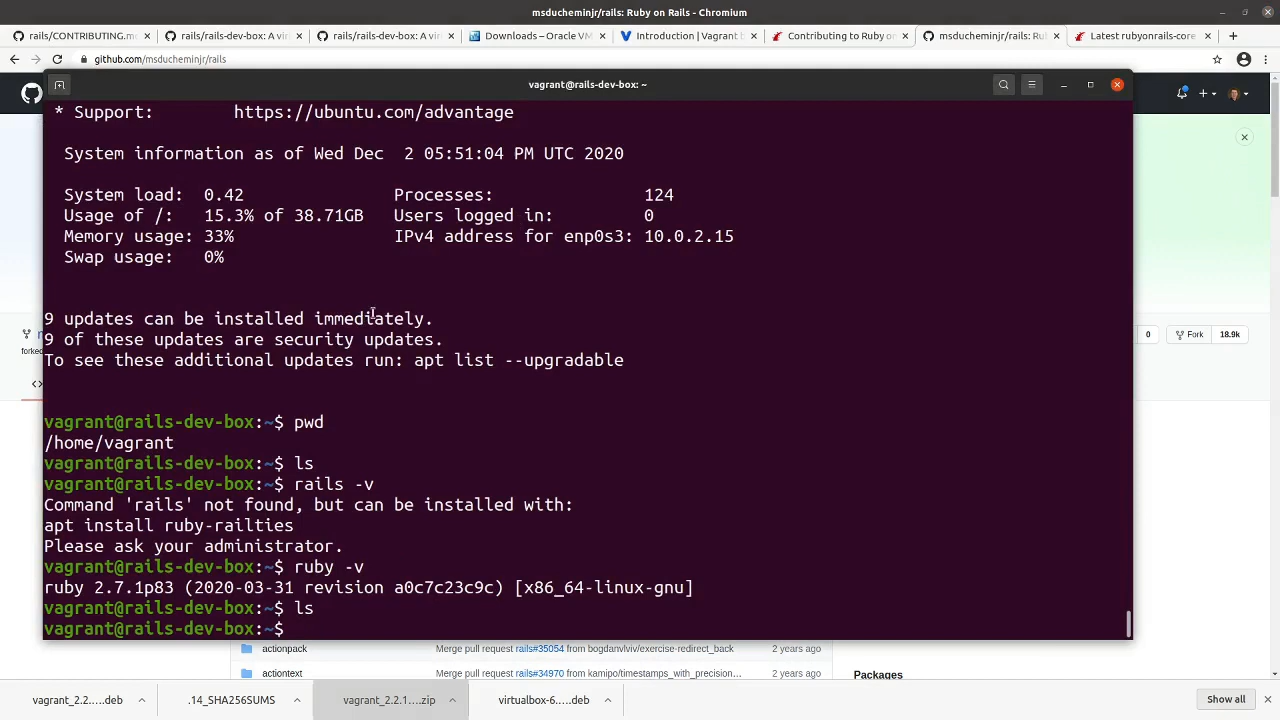 msducheminjr/rails: Ruby on Rails - Chromium
rails/CONTRIBUTING.m
rails/rails-dev-box: A vi
rails/rails-dev-box: A vi
Downloads – Oracle VM
Introduction | Vagrant b
Contributing to Ruby on
msducheminjr/rails: Rub
Latest rubyonrails-core
github.com/msducheminjr/rails
vagrant@rails-dev-box: ~
* Support: https://ubuntu.com/advantage
System information as of Wed Dec 2 05:51:04 PM UTC 2020
System load: 0.42 Processes: 124
Usage of /: 15.3% of 38.71GB Users logged in: 0
Memory usage: 33% IPv4 address for enp0s3: 10.0.2.15
Swap usage: 0%
9 updates can be installed immediately.
9 of these updates are security updates.
To see these additional updates run: apt list --upgradable
forked
0 Fork 18.9k
vagrant@rails-dev-box:~$ pwd
/home/vagrant
vagrant@rails-dev-box:~$ ls
vagrant@rails-dev-box:~$ rails -v
Command 'rails' not found, but can be installed with:
apt install ruby-railties
Please ask your administrator.
vagrant@rails-dev-box:~$ ruby -v
ruby 2.7.1p83 (2020-03-31 revision a0c7c23c9c) [x86_64-linux-gnu]
vagrant@rails-dev-box:~$ ls
vagrant@rails-dev-box:~$
actionpack Merge pull request rails#35054 from bogdanvlviv/exercise-redirect_back 2 years ago
actiontext Merge pull request rails#34970 from kamipo/timestamps_with_precision… 2 years ago
Packages
vagrant_2.2.....deb
.14_SHA256SUMS
vagrant_2.2.1....zip
virtualbox-6.....deb
Show all